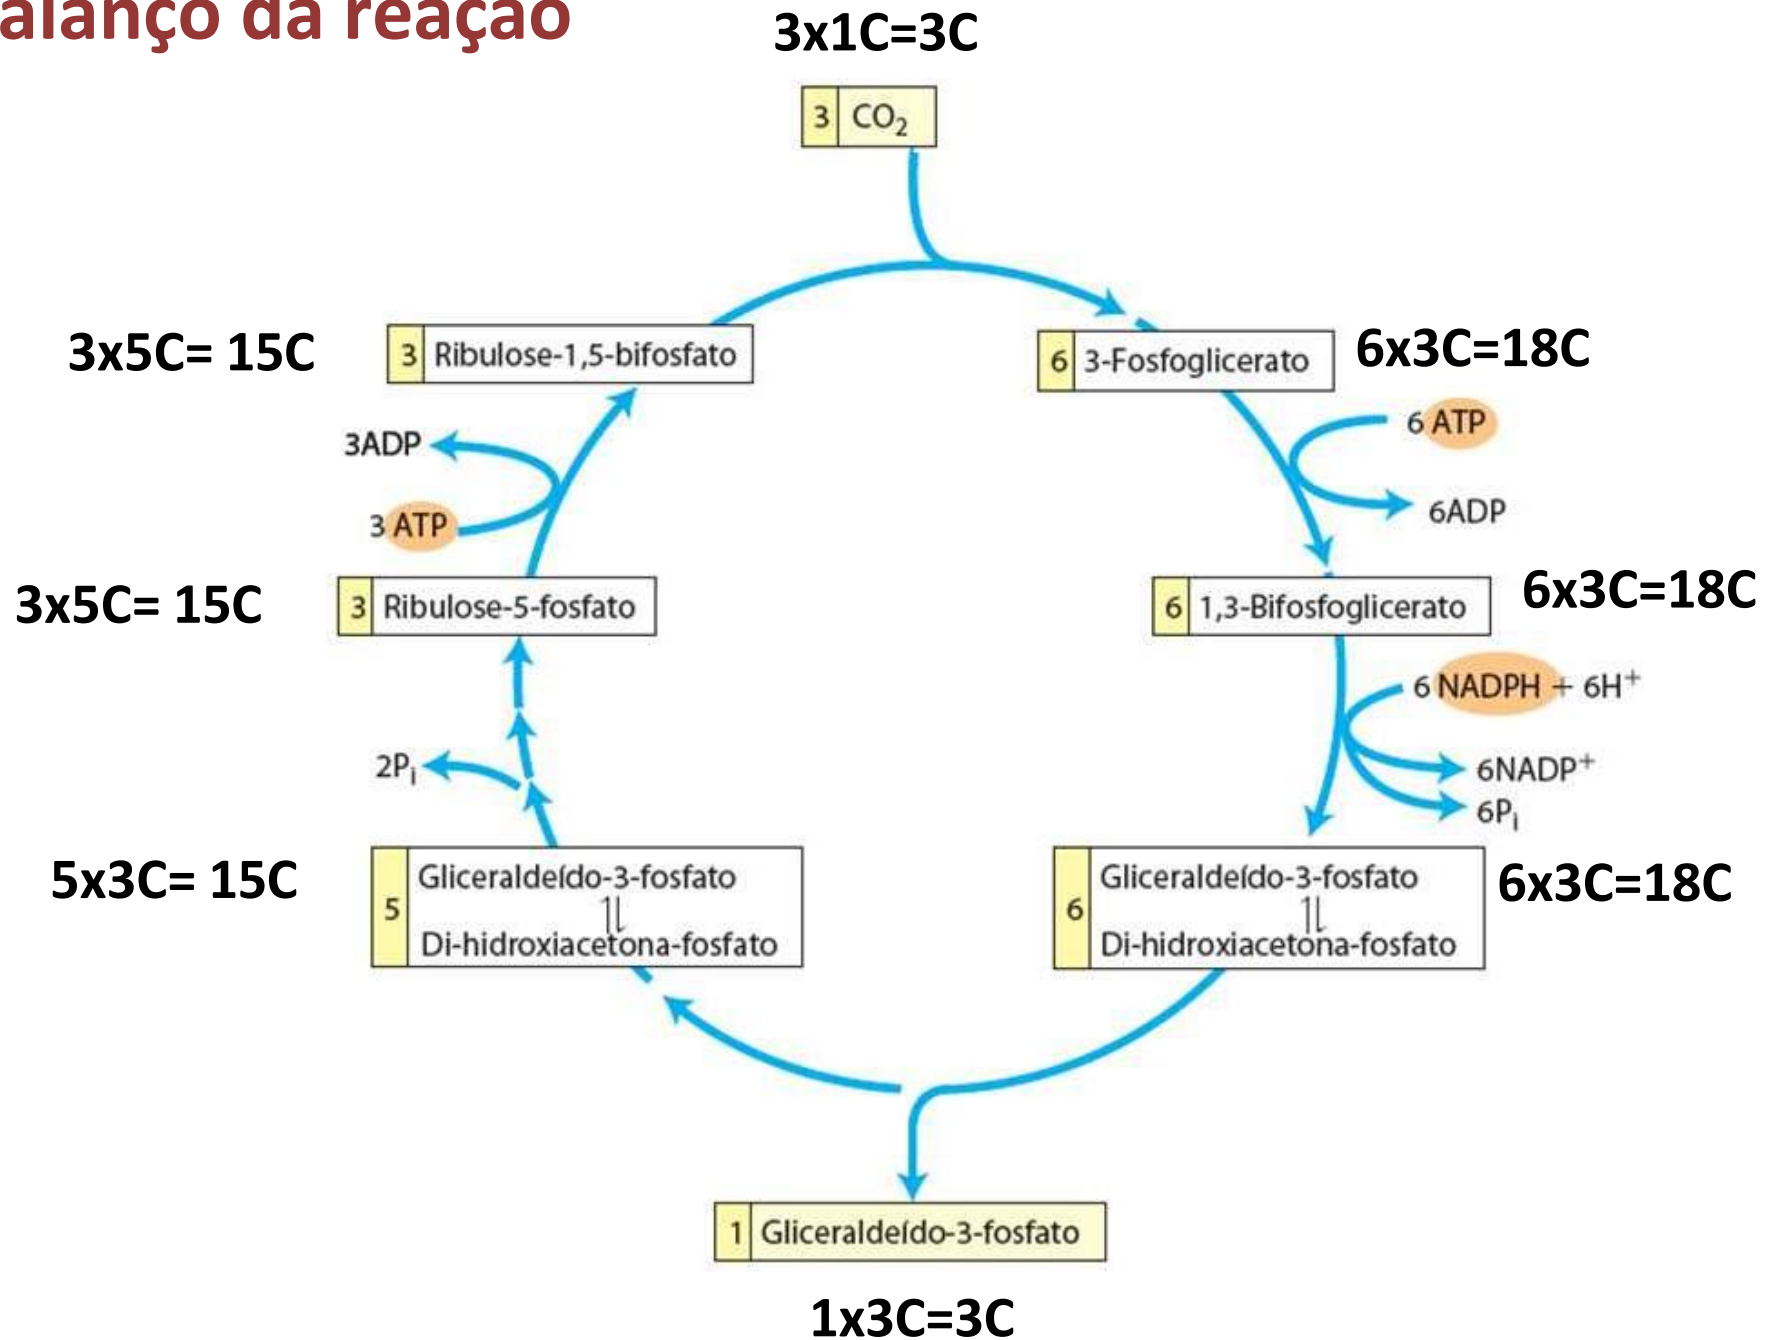 alanço da reação
3x1C=3C
3 CO₂
3x5C= 15C
3 Ribulose-1,5-bifosfato
6 3-Fosfoglicerato
6x3C=18C
3ADP
3 ATP
6 ATP
6ADP
3x5C= 15C
3 Ribulose-5-fosfato
6 1,3-Bifosfoglicerato
6x3C=18C
6 NADPH + 6H⁺
2Pᵢ
6NADP⁺
6Pᵢ
5x3C= 15C
5
Gliceraldeído-3-fosfato
⥮
Di-hidroxiacetona-fosfato
6
Gliceraldeído-3-fosfato
⥮
Di-hidroxiacetona-fosfato
6x3C=18C
1 Gliceraldeído-3-fosfato
1x3C=3C